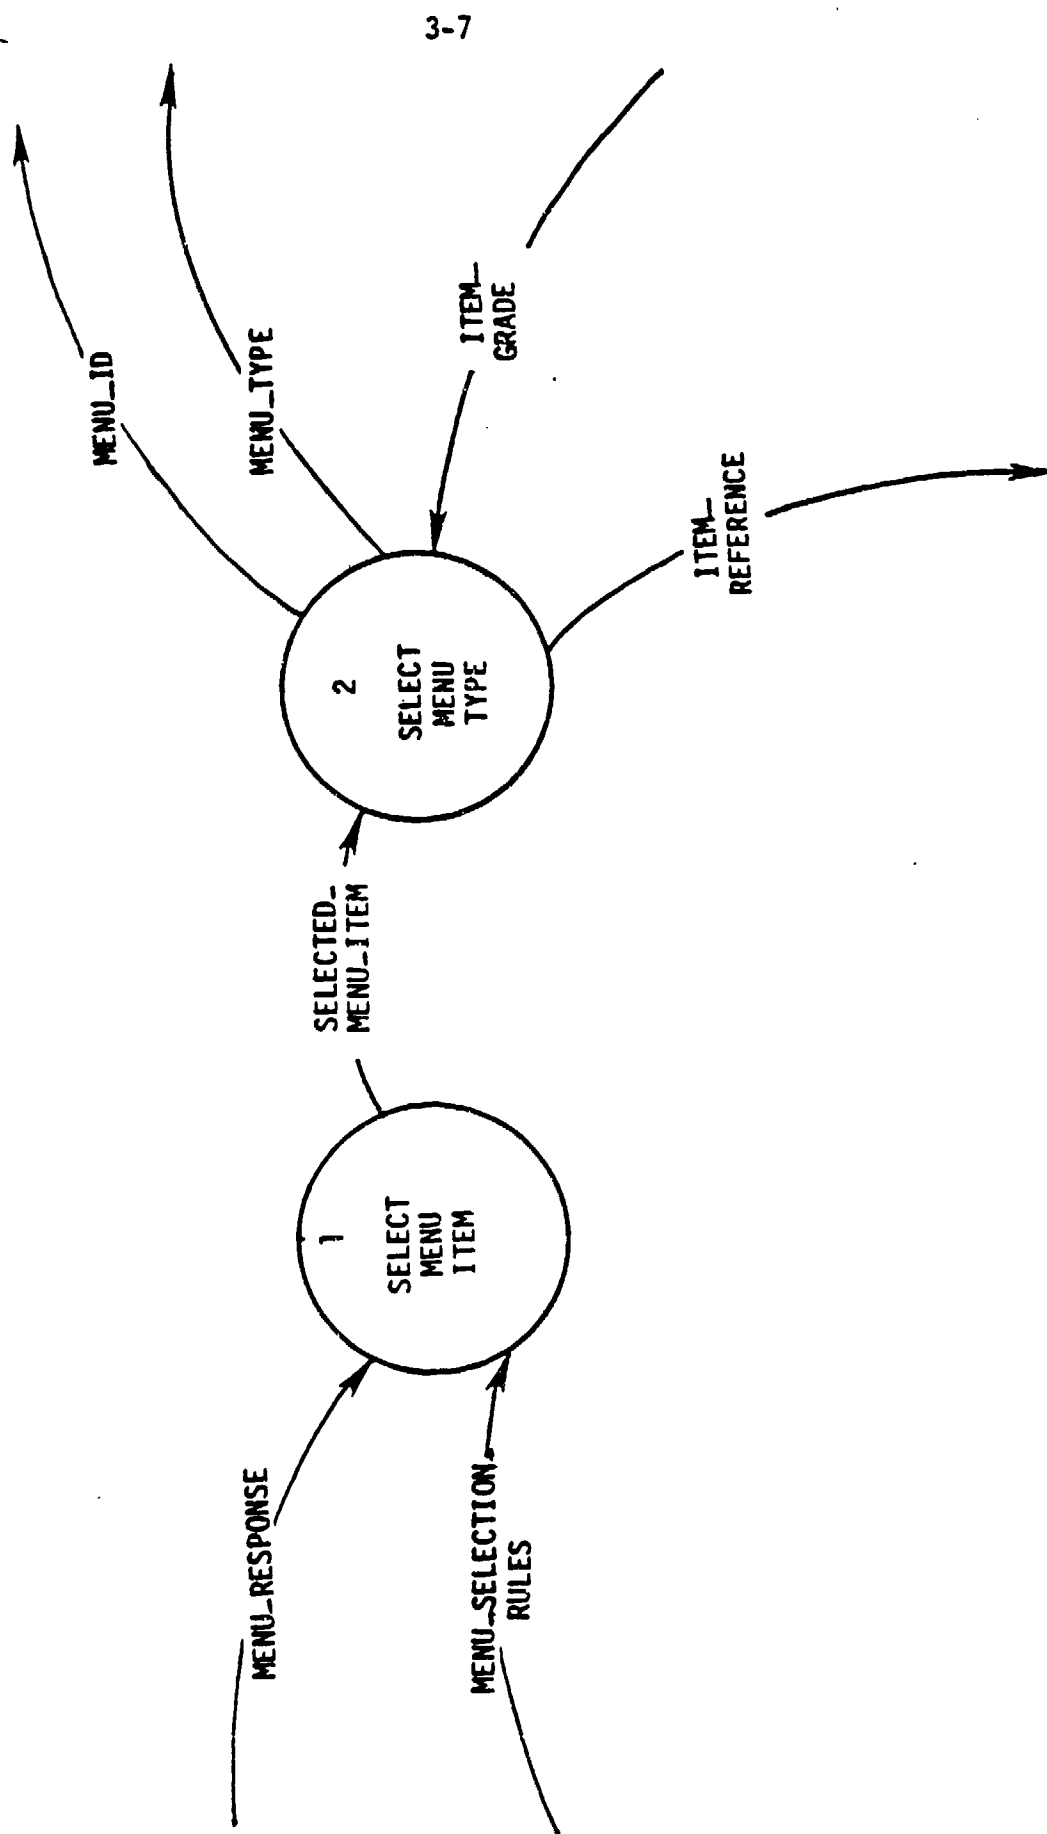 3-7
MENU_RESPONSE
MENU_SELECTION_
RULES
1
SELECT
MENU
ITEM
SELECTED_
MENU_ITEM
2
SELECT
MENU
TYPE
MENU_ID
MENU_TYPE
ITEM_
GRADE
ITEM_
REFERENCE